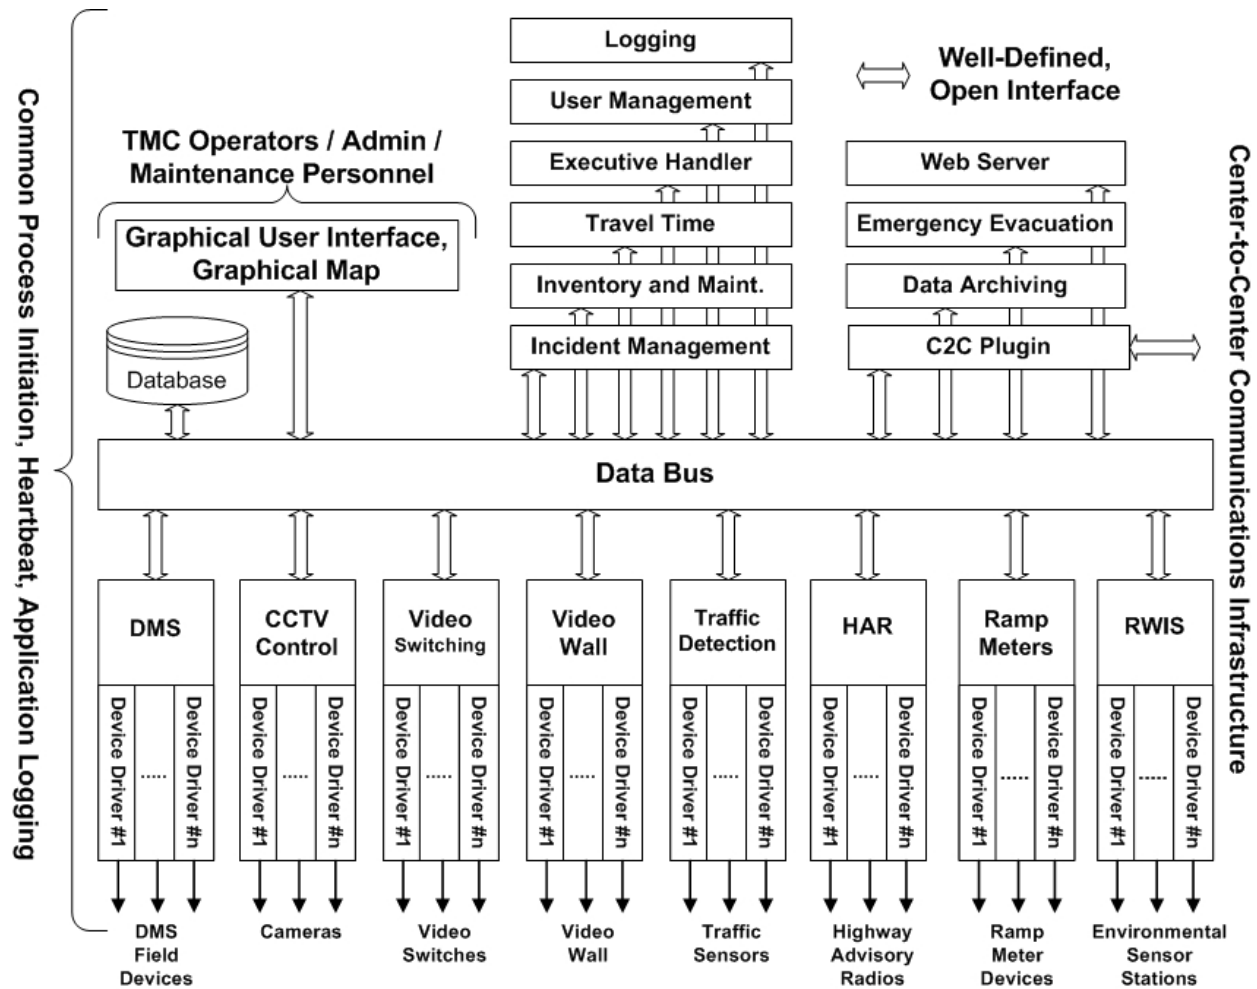 Common Process Initiation, Heartbeat, Application Logging
TMC Operators / Admin /
Maintenance Personnel
Graphical User Interface,
Graphical Map
Database
Logging
User Management
Executive Handler
Travel Time
Inventory and Maint.
Incident Management
Well-Defined,
Open Interface
Web Server
Emergency Evacuation
Data Archiving
C2C Plugin
Center-to-Center Communications Infrastructure
Data Bus
DMS
Device Driver #1
.....
Device Driver #n
DMS
Field
Devices
CCTV
Control
Device Driver #1
.....
Device Driver #n
Cameras
Video
Switching
Device Driver #1
.....
Device Driver #n
Video
Switches
Video
Wall
Device Driver #1
.....
Device Driver #n
Video
Wall
Traffic
Detection
Device Driver #1
.....
Device Driver #n
Traffic
Sensors
HAR
Device Driver #1
.....
Device Driver #n
Highway
Advisory
Radios
Ramp
Meters
Device Driver #1
.....
Device Driver #n
Ramp
Meter
Devices
RWIS
Device Driver #1
.....
Device Driver #n
Environmental
Sensor
Stations